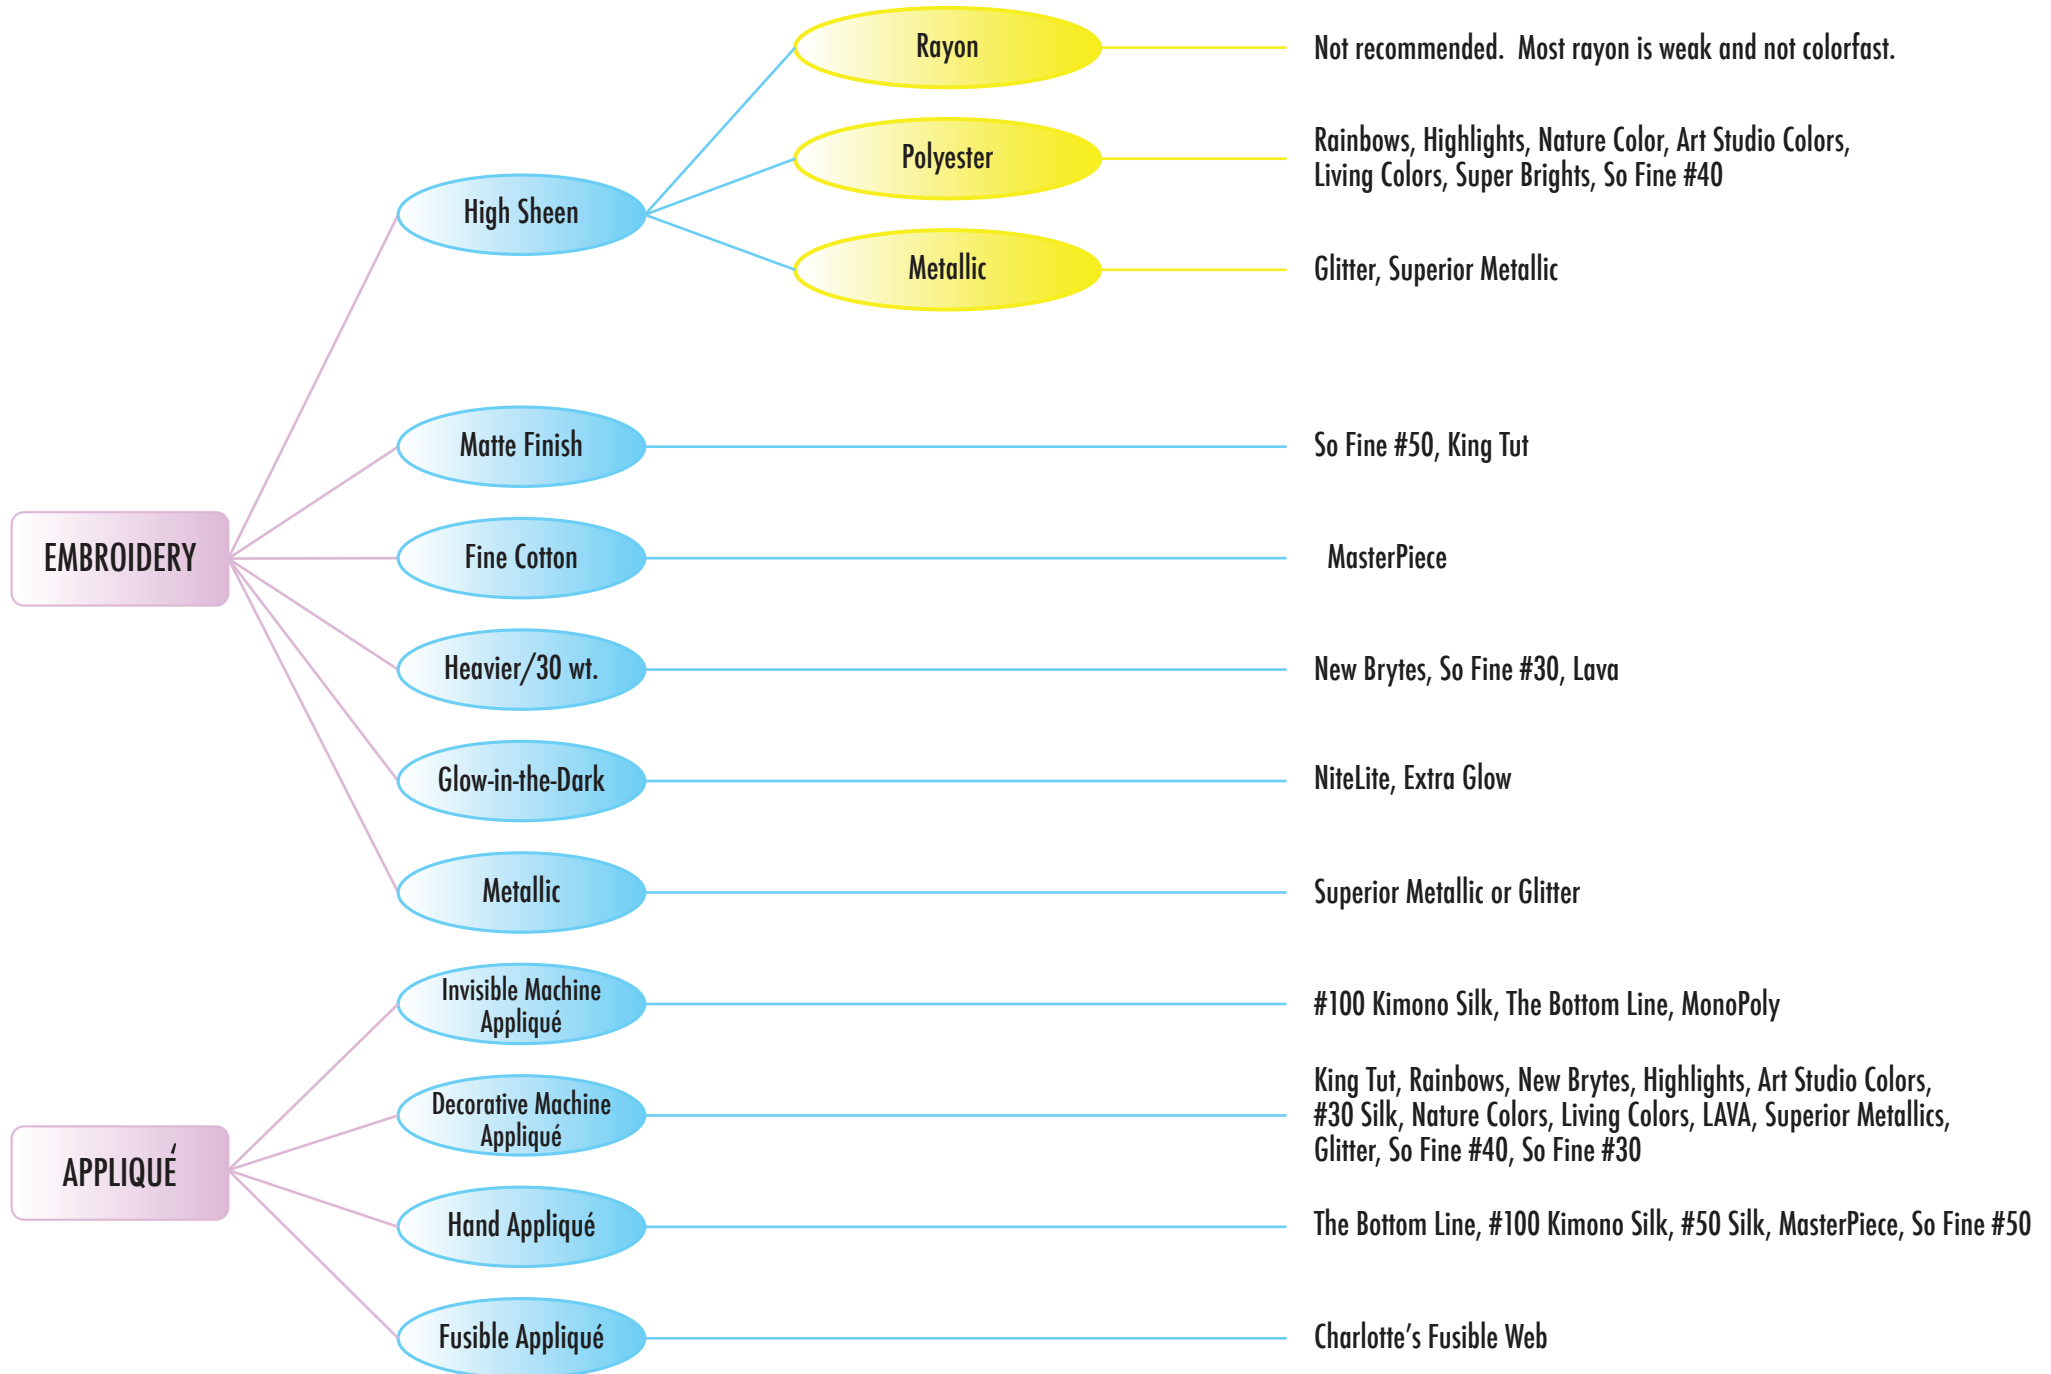 Rayon
Not recommended.  Most rayon is weak and not colorfast.
Polyester
Rainbows, Highlights, Nature Color, Art Studio Colors,
Living Colors, Super Brights, So Fine #40
High Sheen
Metallic
Glitter, Superior Metallic
Matte Finish
So Fine #50, King Tut
EMBROIDERY
Fine Cotton
MasterPiece
Heavier/30 wt.
New Brytes, So Fine #30, Lava
Glow-in-the-Dark
NiteLite, Extra Glow
Metallic
Superior Metallic or Glitter
Invisible Machine
Appliqué
#100 Kimono Silk, The Bottom Line, MonoPoly
Decorative Machine
Appliqué
King Tut, Rainbows, New Brytes, Highlights, Art Studio Colors,
#30 Silk, Nature Colors, Living Colors, LAVA, Superior Metallics,
Glitter, So Fine #40, So Fine #30
APPLIQUÉ
Hand Appliqué
The Bottom Line, #100 Kimono Silk, #50 Silk, MasterPiece, So Fine #50
Fusible Appliqué
Charlotte’s Fusible Web